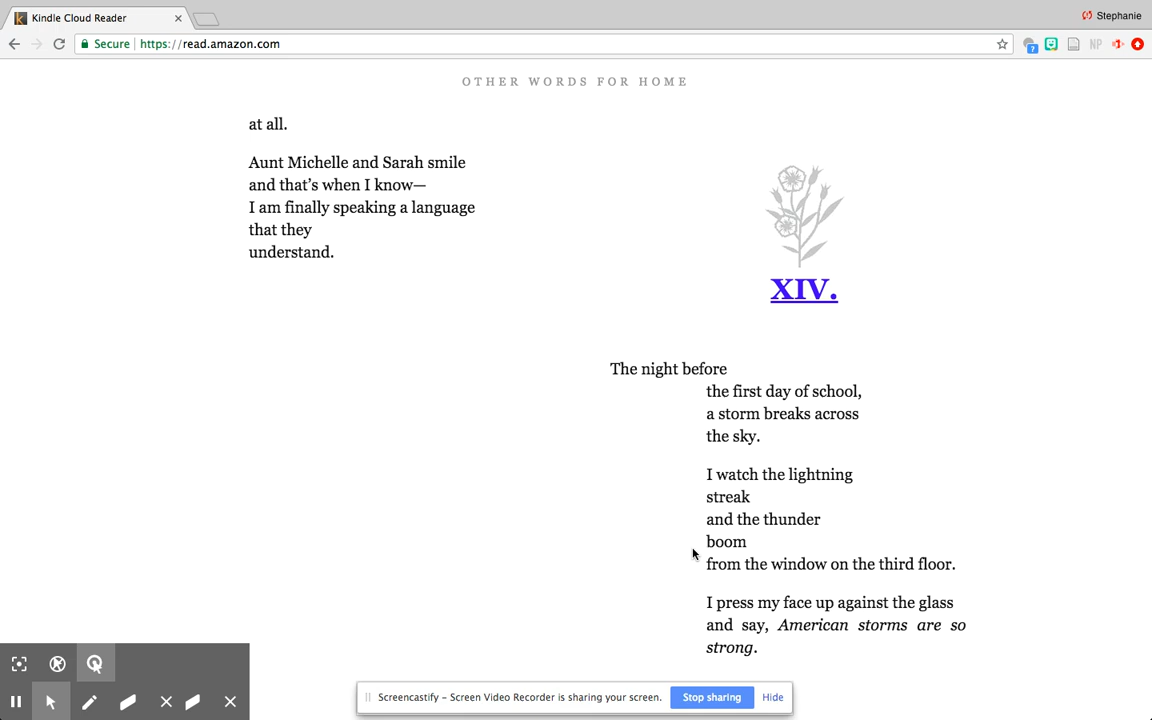 Kindle Cloud Reader
Stephanie
Secure
https://read.amazon.com
NP
OTHER WORDS FOR HOME
at all.
Aunt Michelle and Sarah smile
and that's when I know—
I am finally speaking a language
that they
understand.
XIV.
The night before
the first day of school,
a storm breaks across
the sky.
I watch the lightning
streak
and the thunder
boom
from the window on the third floor.
I press my face up against the glass
and say, American storms are so
strong.
Screencastify – Screen Video Recorder is sharing your screen.
Stop sharing
Hide